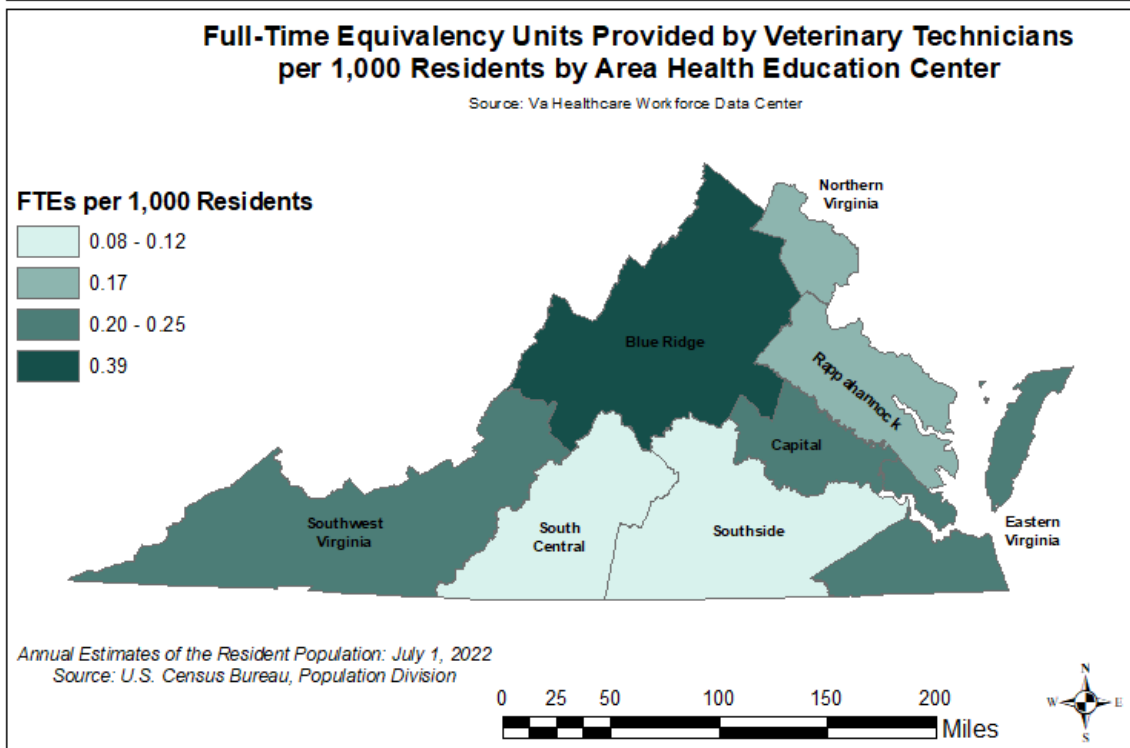 Full-Time Equivalency Units Provided by Veterinary Technicians
per 1,000 Residents by Area Health Education Center
Source: Va Healthcare Workforce Data Center
FTEs per 1,000 Residents
0.08 - 0.12
0.17
0.20 - 0.25
0.39
Northern
Virginia
Blue Ridge
Rappahannock
Capital
Southwest
Virginia
South
Central
Southside
Eastern
Virginia
Annual Estimates of the Resident Population: July 1, 2022
Source: U.S. Census Bureau, Population Division
0 25 50 100 150 200
Miles
N
W E
S